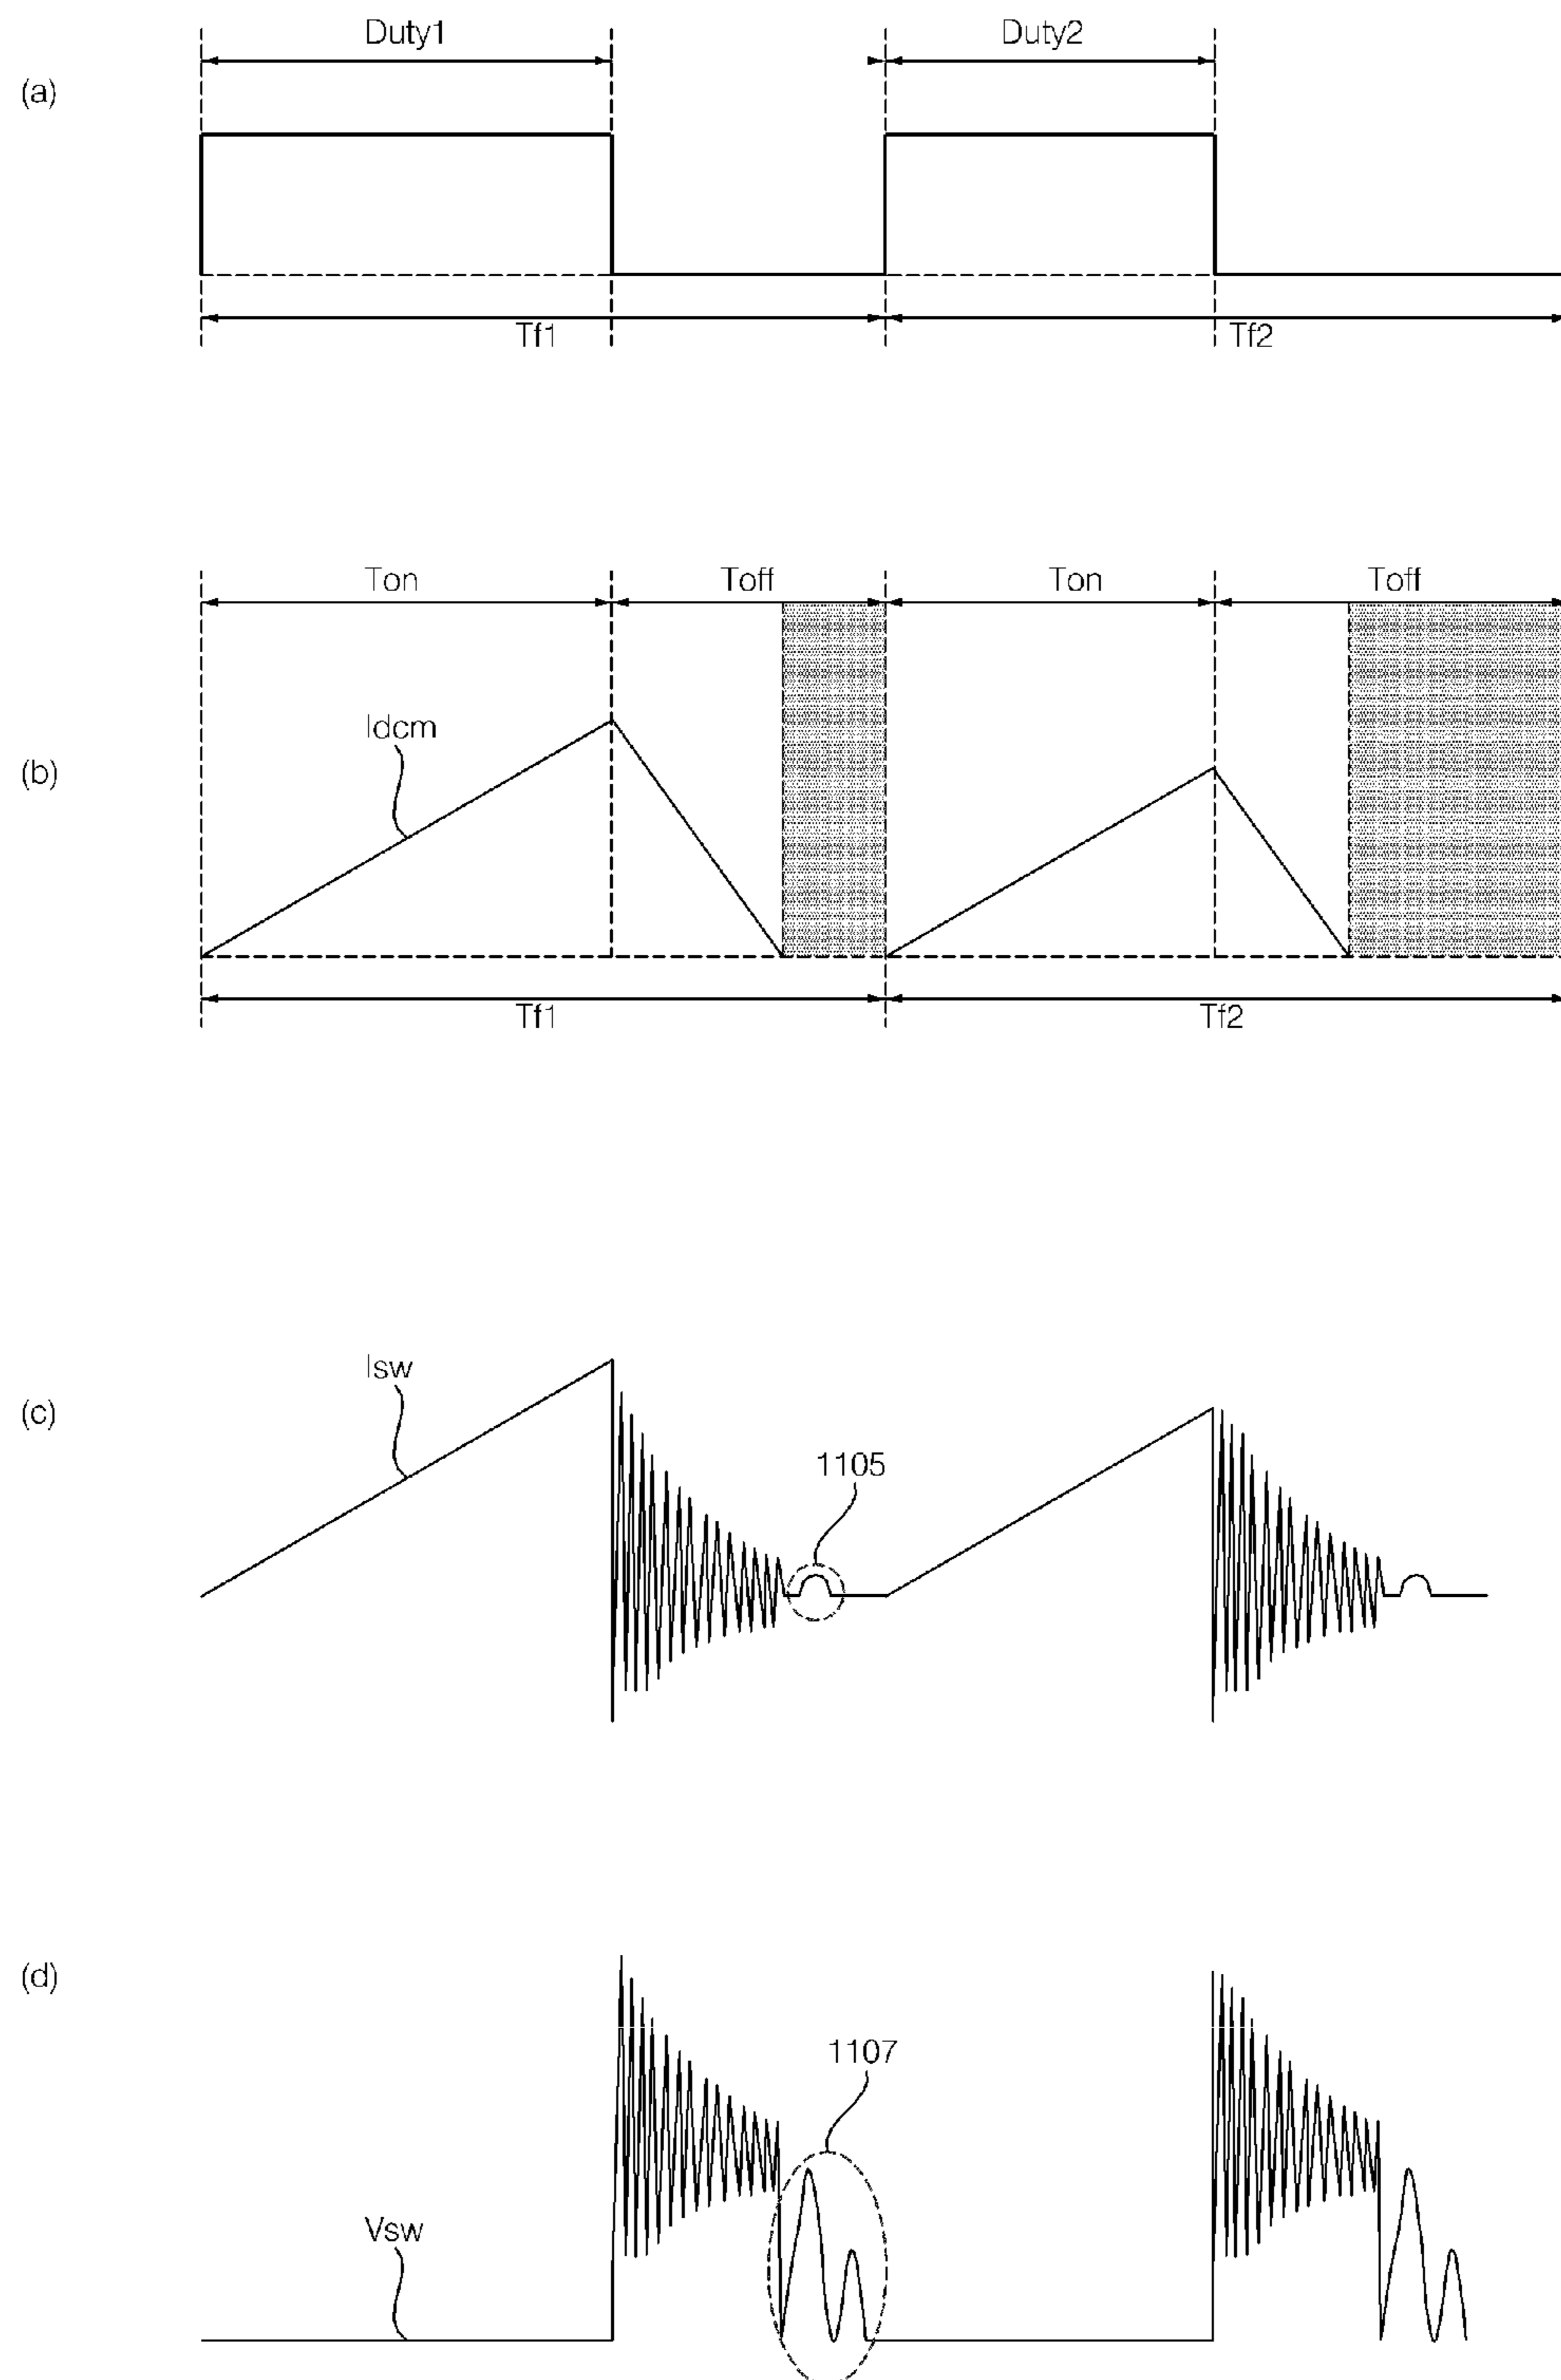 Duty1 Duty2
(a)
Tf1 Tf2
Ton Toff Ton Toff
Idcm
(b)
Tf1 Tf2
Isw
(c)
1105
(d)
1107
Vsw